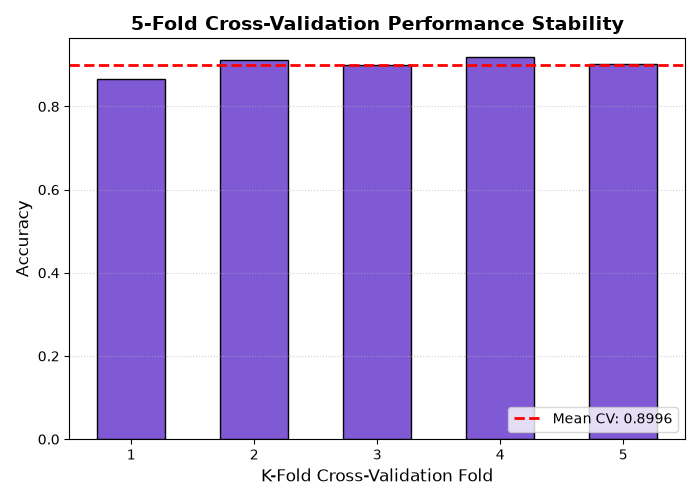 5-Fold Cross-Validation Performance Stability
Accuracy
0.8
0.6
0.4
0.2
0.0
Mean CV: 0.8996
1 2 3 4 5
K-Fold Cross-Validation Fold